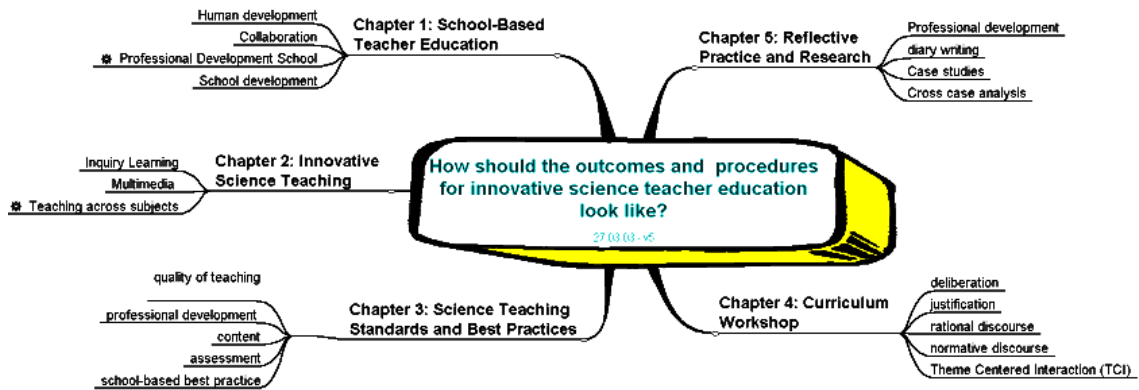 How should the outcomes and procedures
for innovative science teacher education
look like?
27.03.03 - v5
Chapter 1: School-Based
Teacher Education
Human development
Collaboration
Professional Development School
School development
Chapter 2: Innovative
Science Teaching
Inquiry Learning
Multimedia
Teaching across subjects
Chapter 3: Science Teaching
Standards and Best Practices
quality of teaching
professional development
content
assessment
school-based best practice
Chapter 4: Curriculum
Workshop
deliberation
justification
rational discourse
normative discourse
Theme Centered Interaction (TCI)
Chapter 5: Reflective
Practice and Research
Professional development
diary writing
Case studies
Cross case analysis